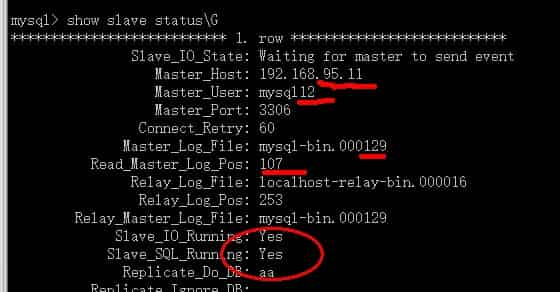 mysql> show slave status\G
*************************** 1. row ***************************
Slave_IO_State: Waiting for master to send event
Master_Host: 192.168.95.11
Master_User: mysql12
Master_Port: 3306
Connect_Retry: 60
Master_Log_File: mysql-bin.000129
Read_Master_Log_Pos: 107
Relay_Log_File: localhost-relay-bin.000016
Relay_Log_Pos: 253
Relay_Master_Log_File: mysql-bin.000129
Slave_IO_Running: Yes
Slave_SQL_Running: Yes
Replicate_Do_DB: aa
Replicate_Ignore_DB: